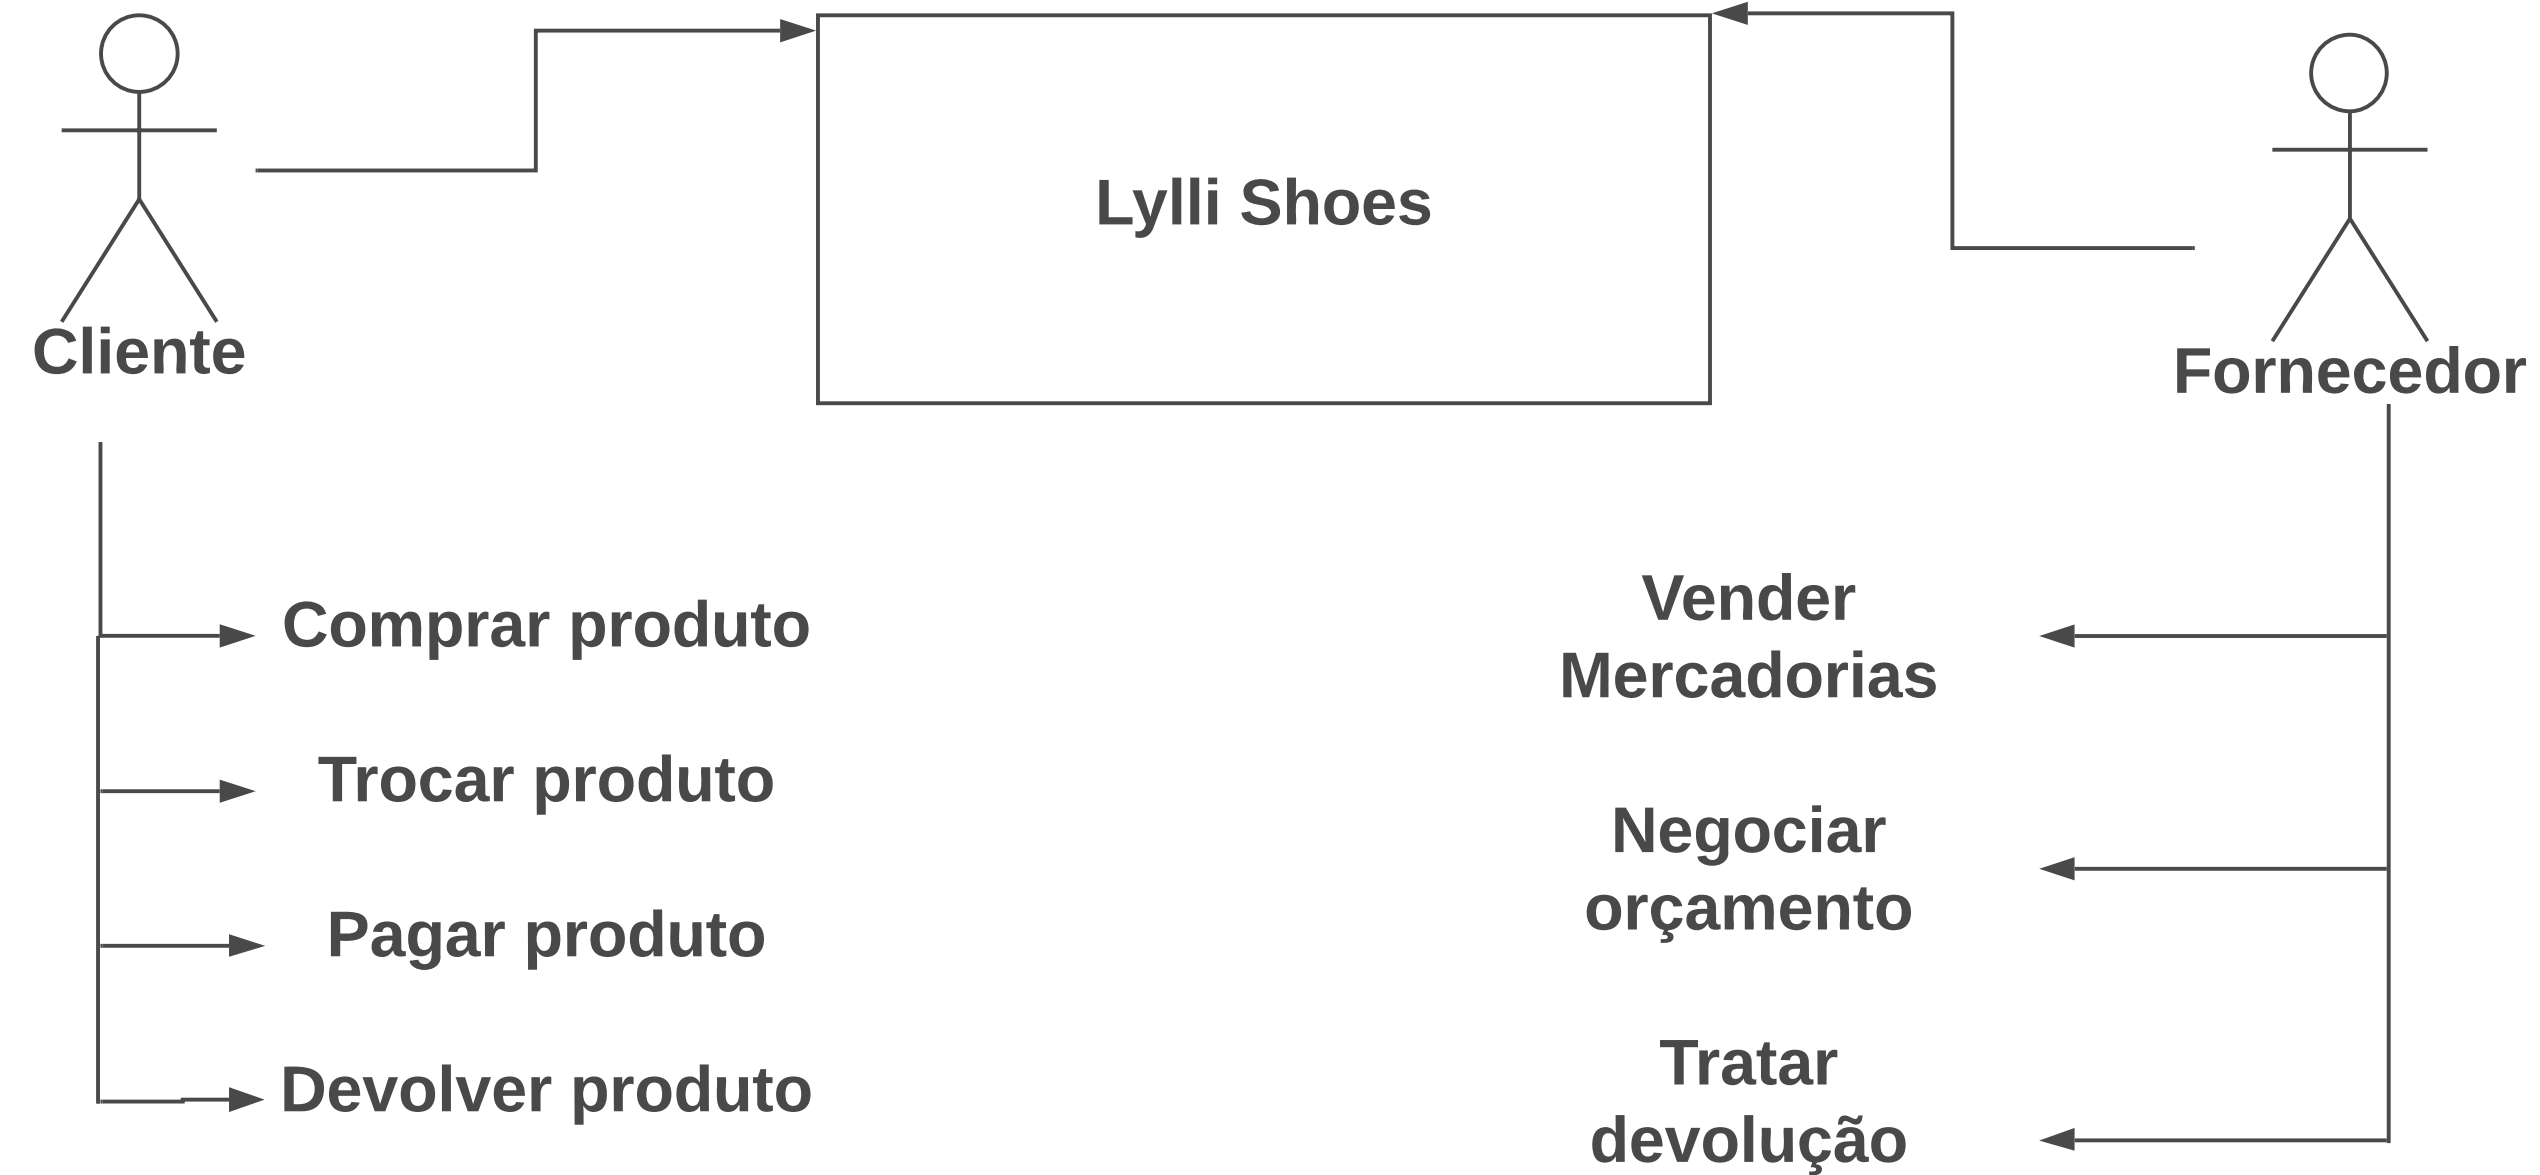 Lylli Shoes
Cliente
Fornecedor
Comprar produto
Trocar produto
Pagar produto
Devolver produto
Vender
Mercadorias
Negociar
orçamento
Tratar
devolução